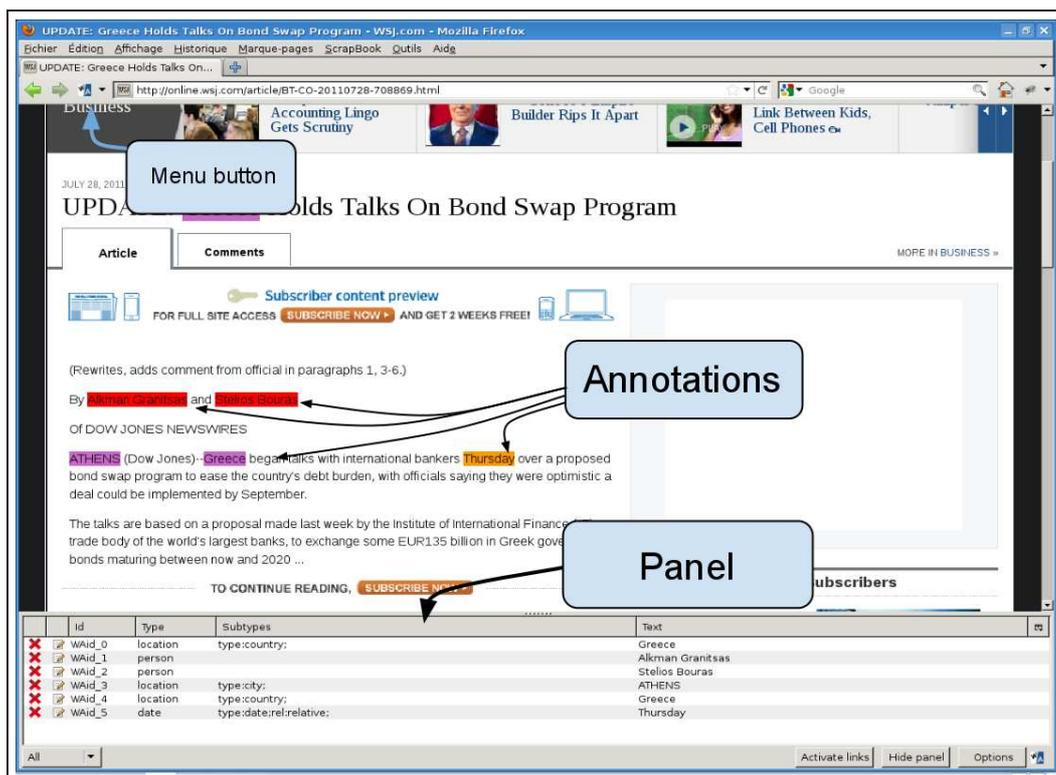 UPDATE: Greece Holds Talks On Bond Swap Program - WSJ.com - Mozilla Firefox
Fichier Édition Affichage Historique Marque-pages ScrapBook Outils Aide
WSJ UPDATE: Greece Holds Talks On...
WSJ http://online.wsj.com/article/BT-CO-20110728-708869.html Google
Business
Accounting Lingo
Gets Scrutiny
Builder Rips It Apart
Link Between Kids,
Cell Phones
Menu button
JULY 28, 2011
UPDA Holds Talks On Bond Swap Program
Article Comments MORE IN BUSINESS »
Subscriber content preview
FOR FULL SITE ACCESS SUBSCRIBE NOW AND GET 2 WEEKS FREE!
Annotations
(Rewrites, adds comment from official in paragraphs 1, 3-6.)
By Alkman Granitsas and Stelios Bouras
Of DOW JONES NEWSWIRES
ATHENS (Dow Jones)--Greece began talks with international bankers Thursday over a proposed
bond swap program to ease the country's debt burden, with officials saying they were optimistic a
deal could be implemented by September.
The talks are based on a proposal made last week by the Institute of International Finance
trade body of the world's largest banks, to exchange some EUR135 billion in Greek gove
bonds maturing between now and 2020 ...
Panel
TO CONTINUE READING, SUBSCRIBE NOW
ubscribers
Id Type Subtypes Text
WAid_0 location type:country; Greece
WAid_1 person Alkman Granitsas
WAid_2 person Stelios Bouras
WAid_3 location type:city; ATHENS
WAid_4 location type:country; Greece
WAid_5 date type:date;rel:relative; Thursday
All Activate links Hide panel Options